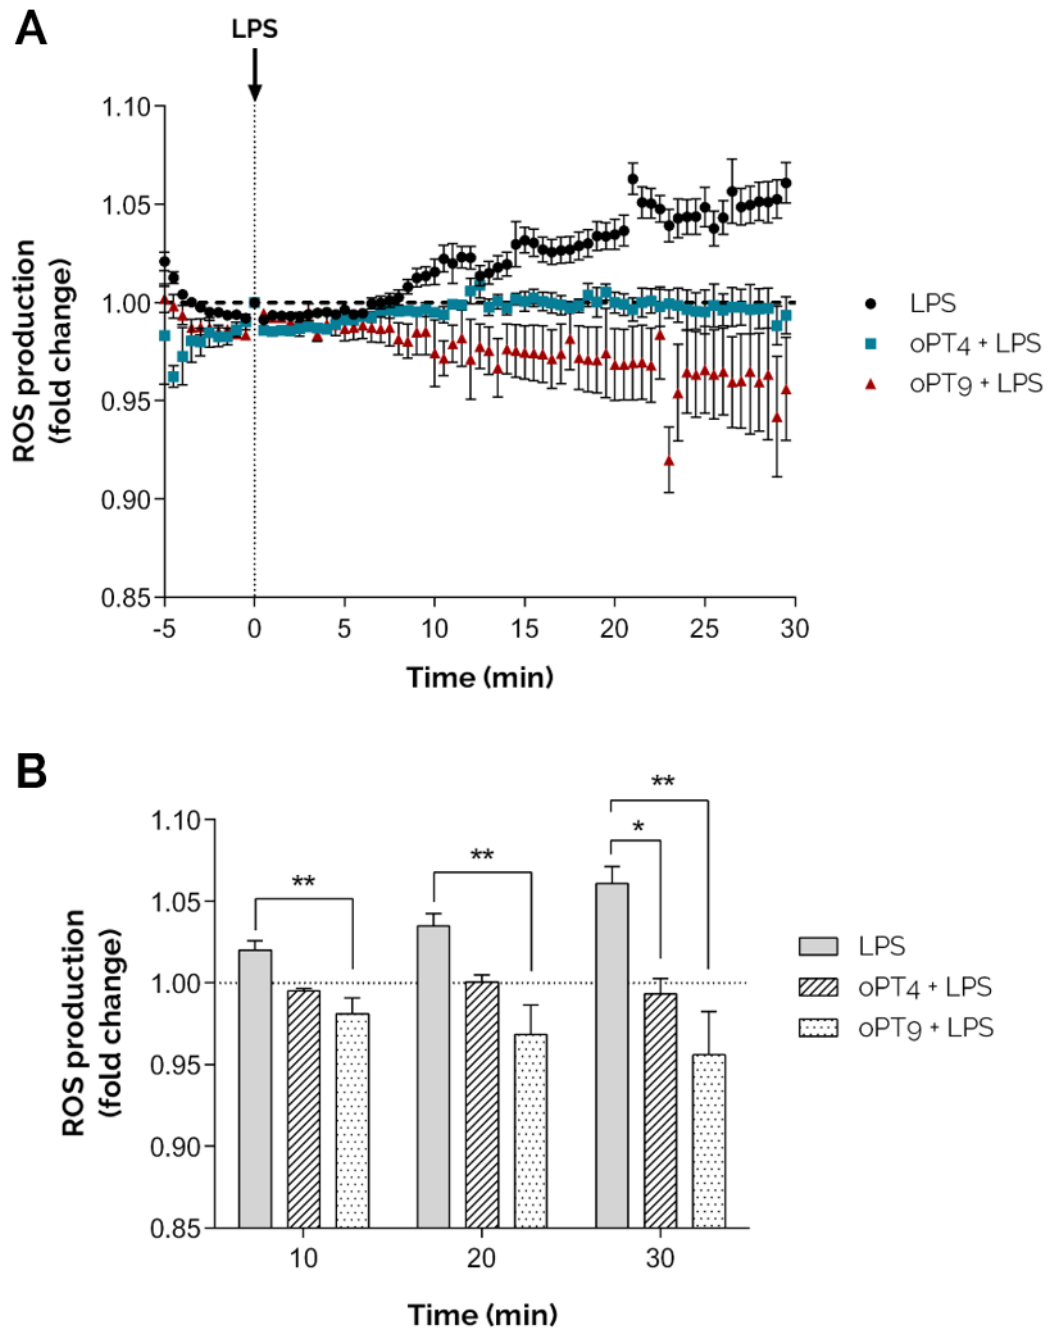 A
LPS
1.10
1.05
1.00
0.95
0.90
0.85
ROS production
(fold change)
-5 0 5 10 15 20 25 30
Time (min)
LPS
oPT4 + LPS
oPT9 + LPS
B
1.10
1.05
1.00
0.95
0.90
0.85
ROS production
(fold change)
**
**
**
*
10 20 30
Time (min)
LPS
oPT4 + LPS
oPT9 + LPS